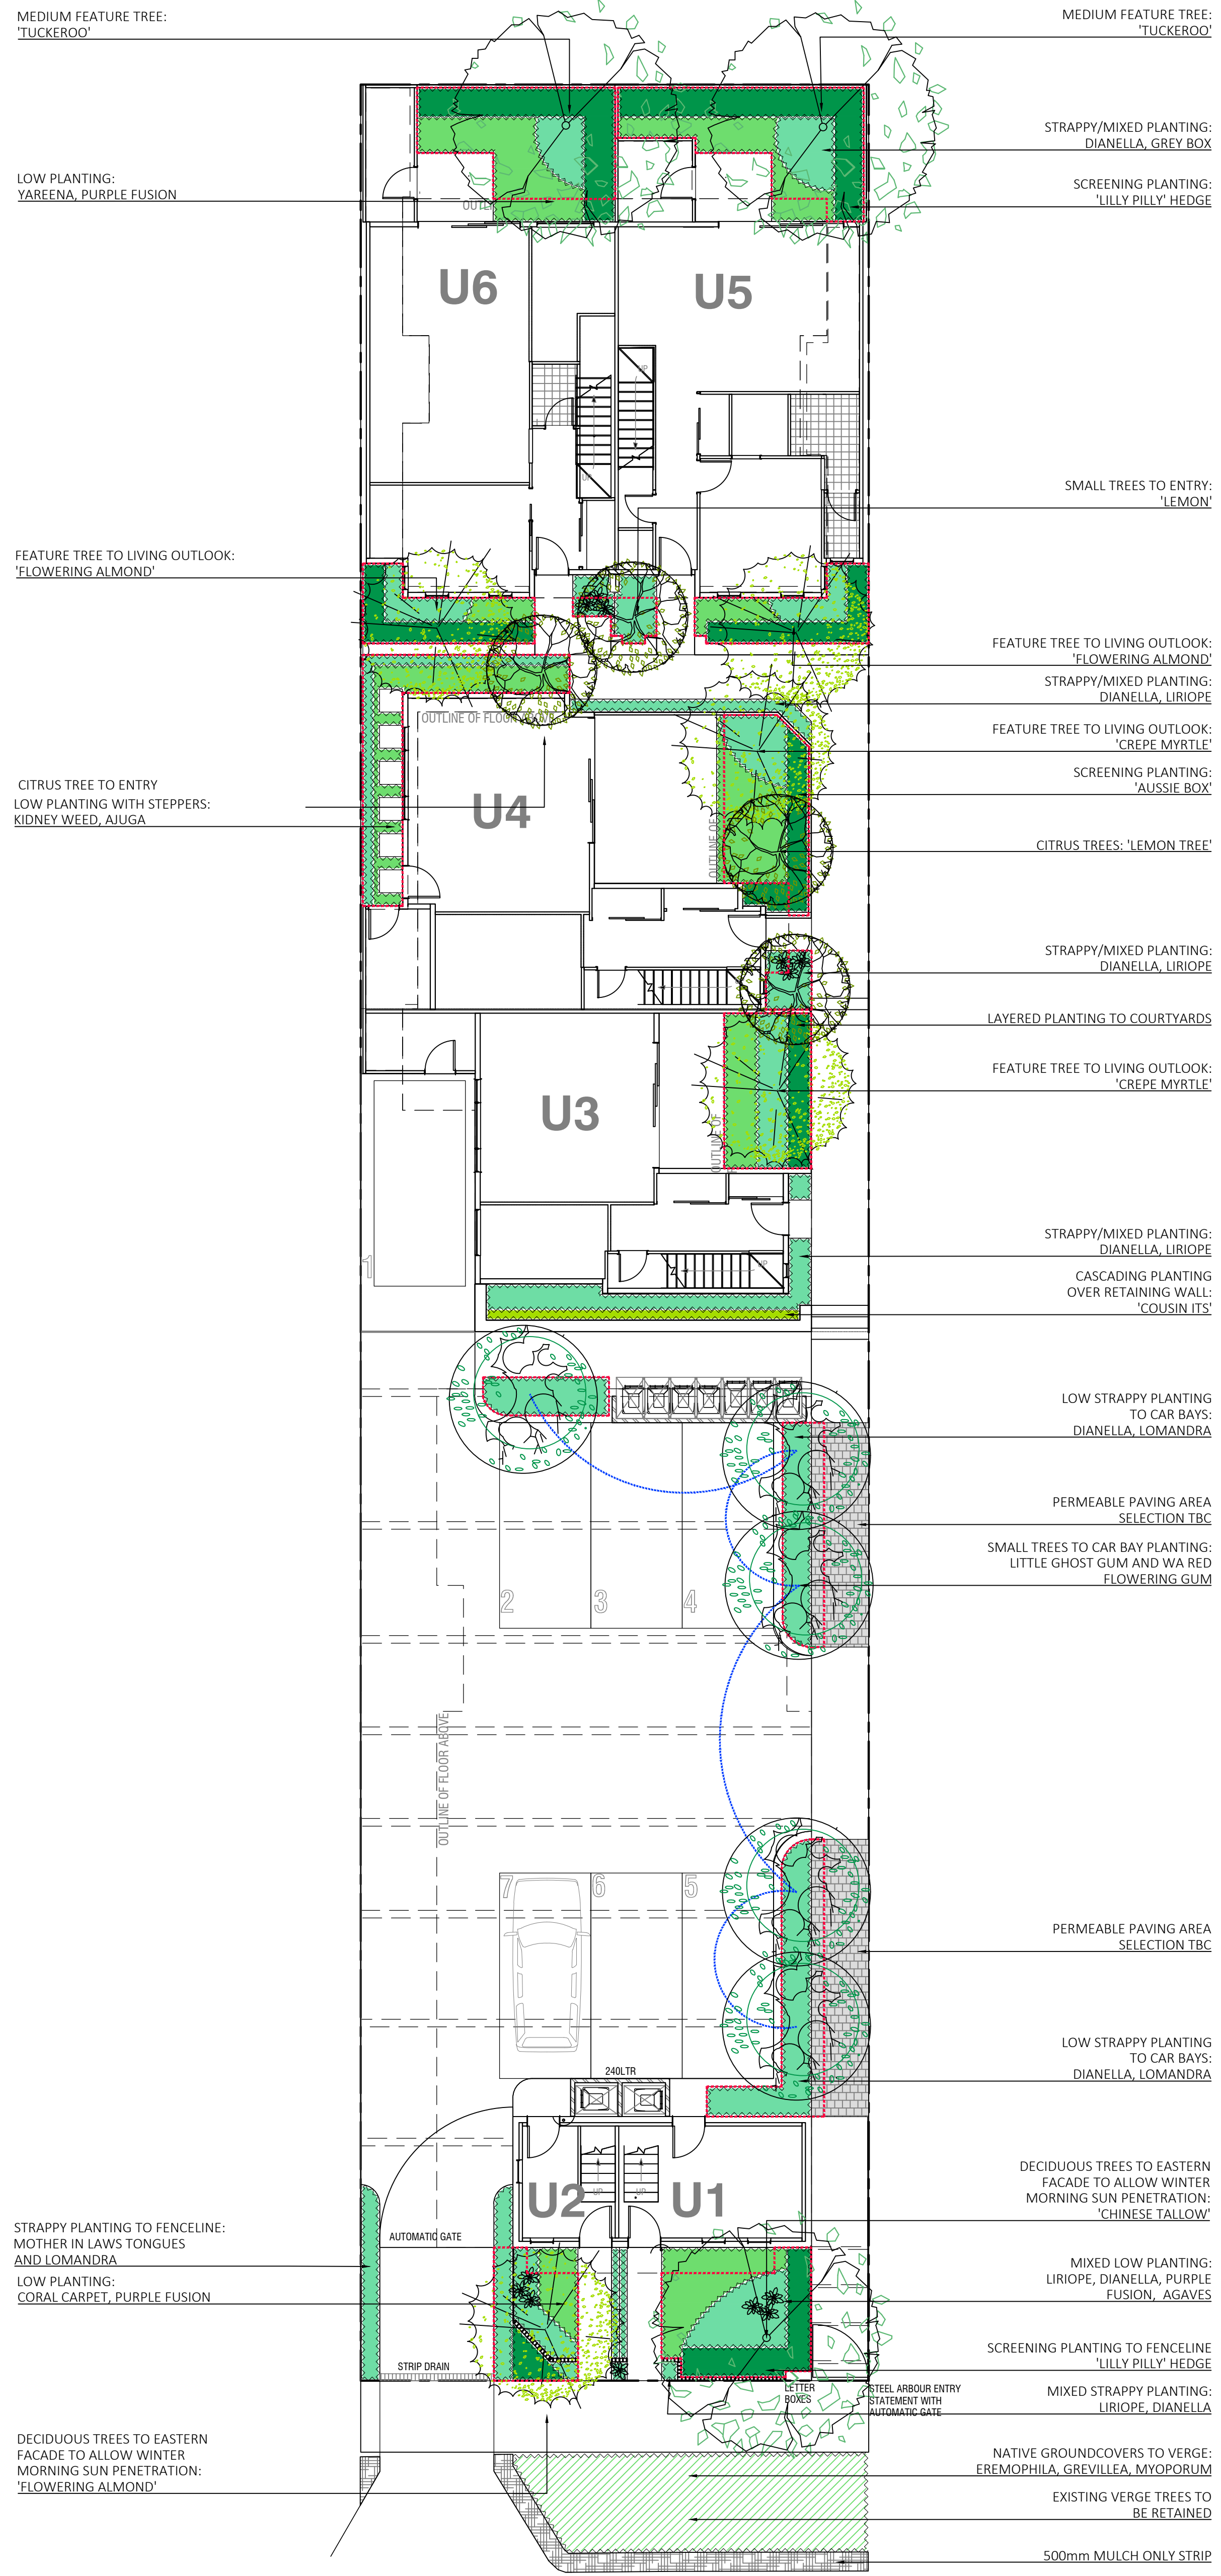 MEDIUM FEATURE TREE:
'TUCKEROO'
MEDIUM FEATURE TREE:
'TUCKEROO'
STRAPPY/MIXED PLANTING:
DIANELLA, GREY BOX
LOW PLANTING:
YAREENA, PURPLE FUSION
SCREENING PLANTING:
'LILLY PILLY' HEDGE
U6
U5
UP
UP
SMALL TREES TO ENTRY:
'LEMON'
FEATURE TREE TO LIVING OUTLOOK:
'FLOWERING ALMOND'
FEATURE TREE TO LIVING OUTLOOK:
'FLOWERING ALMOND'
STRAPPY/MIXED PLANTING:
DIANELLA, LIRIOPE
OUTLINE OF FLOOR ABOVE
FEATURE TREE TO LIVING OUTLOOK:
'CREPE MYRTLE'
SCREENING PLANTING:
'AUSSIE BOX'
CITRUS TREE TO ENTRY
LOW PLANTING WITH STEPPERS:
KIDNEY WEED, AJUGA
U4
OUTLINE OF
CITRUS TREES: 'LEMON TREE'
STRAPPY/MIXED PLANTING:
DIANELLA, LIRIOPE
LAYERED PLANTING TO COURTYARDS
FEATURE TREE TO LIVING OUTLOOK:
'CREPE MYRTLE'
U3
OUTLINE OF
STRAPPY/MIXED PLANTING:
DIANELLA, LIRIOPE
1
UP
CASCADING PLANTING
OVER RETAINING WALL:
'COUSIN ITS'
LOW STRAPPY PLANTING
TO CAR BAYS:
DIANELLA, LOMANDRA
PERMEABLE PAVING AREA
SELECTION TBC
SMALL TREES TO CAR BAY PLANTING:
LITTLE GHOST GUM AND WA RED
FLOWERING GUM
2
3
4
OUTLINE OF FLOOR ABOVE
7
6
5
PERMEABLE PAVING AREA
SELECTION TBC
LOW STRAPPY PLANTING
TO CAR BAYS:
DIANELLA, LOMANDRA
240LTR
DECIDUOUS TREES TO EASTERN
FACADE TO ALLOW WINTER
MORNING SUN PENETRATION:
'CHINESE TALLOW'
U2
UP
UP
U1
STRAPPY PLANTING TO FENCELINE:
MOTHER IN LAWS TONGUES
AND LOMANDRA
AUTOMATIC GATE
LOW PLANTING:
CORAL CARPET, PURPLE FUSION
MIXED LOW PLANTING:
LIRIOPE, DIANELLA, PURPLE
FUSION, AGAVES
SCREENING PLANTING TO FENCELINE
'LILLY PILLY' HEDGE
STRIP DRAIN
LETTER
BOXES
STEEL ARBOUR ENTRY
STATEMENT WITH
AUTOMATIC GATE
MIXED STRAPPY PLANTING:
LIRIOPE, DIANELLA
DECIDUOUS TREES TO EASTERN
FACADE TO ALLOW WINTER
MORNING SUN PENETRATION:
'FLOWERING ALMOND'
NATIVE GROUNDCOVERS TO VERGE:
EREMOPHILA, GREVILLEA, MYOPORUM
EXISTING VERGE TREES TO
BE RETAINED
500mm MULCH ONLY STRIP